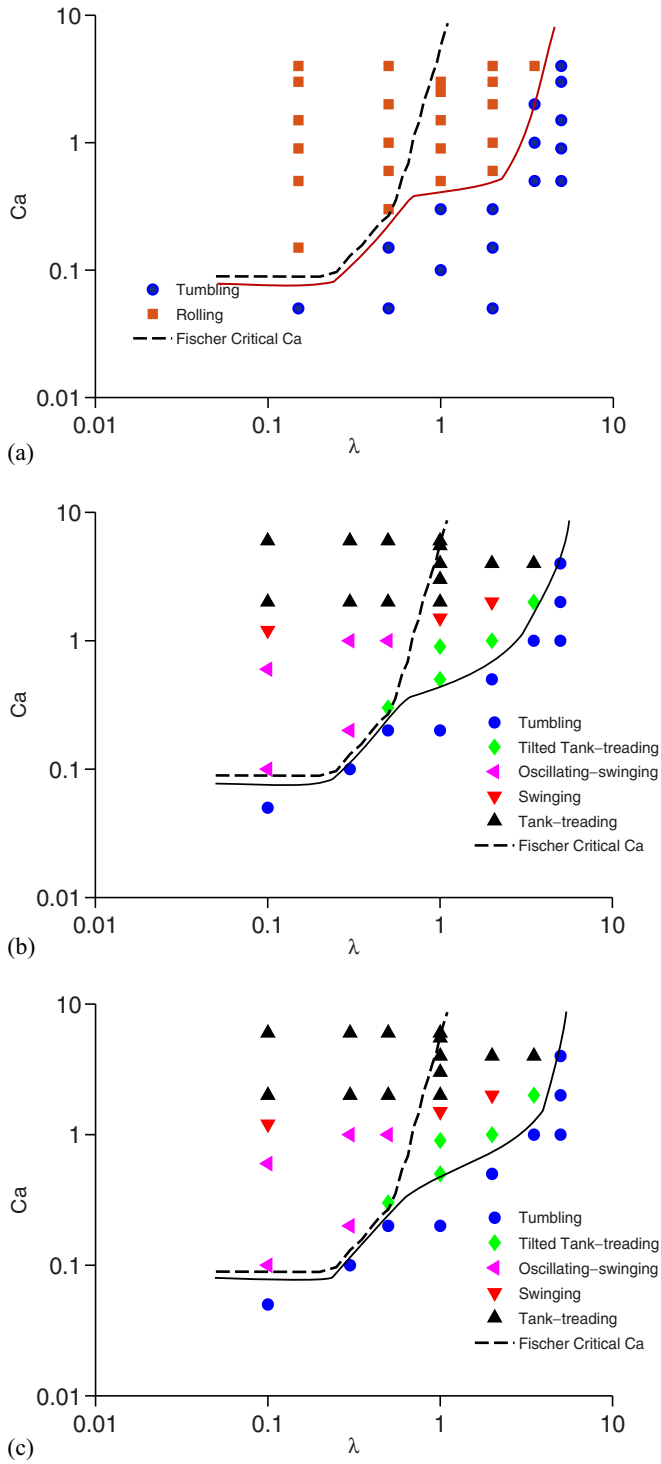 10
1
Ca
0.1
Tumbling
Rolling
Fischer Critical Ca
0.01
0.01 0.1 1 10
λ
(a)
10
1
Ca
Tumbling
Tilted Tank–treading
0.1
Oscillating–swinging
Swinging
Tank–treading
Fischer Critical Ca
0.01
0.01 0.1 1 10
λ
(b)
10
1
Ca
Tumbling
Tilted Tank–treading
0.1
Oscillating–swinging
Swinging
Tank–treading
Fischer Critical Ca
0.01
0.01 0.1 1 10
λ
(c)